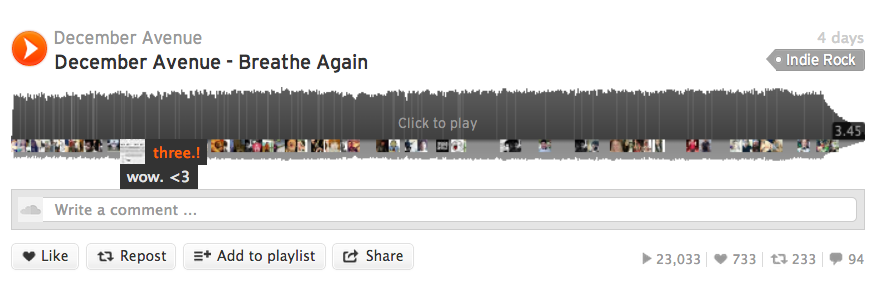 December Avenue
4 days
December Avenue - Breathe Again
Indie Rock
Click to play
3.45
three.!
wow. <3
Write a comment ...
Like
Repost
Add to playlist
Share
23,033
733
233
94